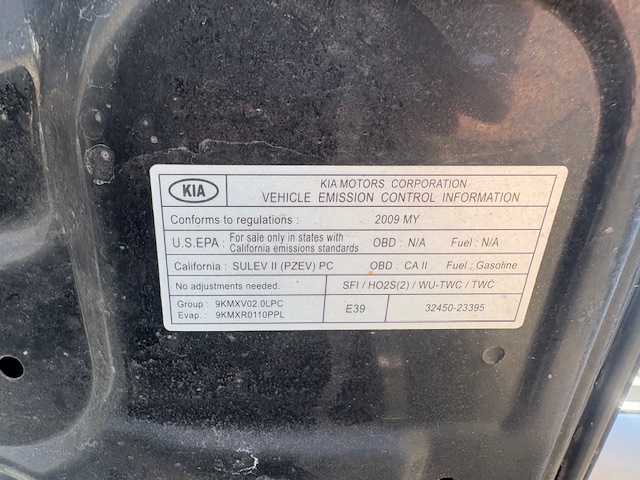 KIA
KIA MOTORS CORPORATION
VEHICLE EMISSION CONTROL INFORMATION
Conforms to regulations : 2009 MY
U.S.EPA : For sale only in states with
California emissions standards
OBD : N/A Fuel : N/A
California : SULEV II (PZEV) PC OBD : CA II Fuel : Gasoline
No adjustments needed. SFI / HO2S(2) / WU-TWC / TWC
Group : 9KMXV02.0LPC
Evap. : 9KMXR0110PPL
E39 32450-23395